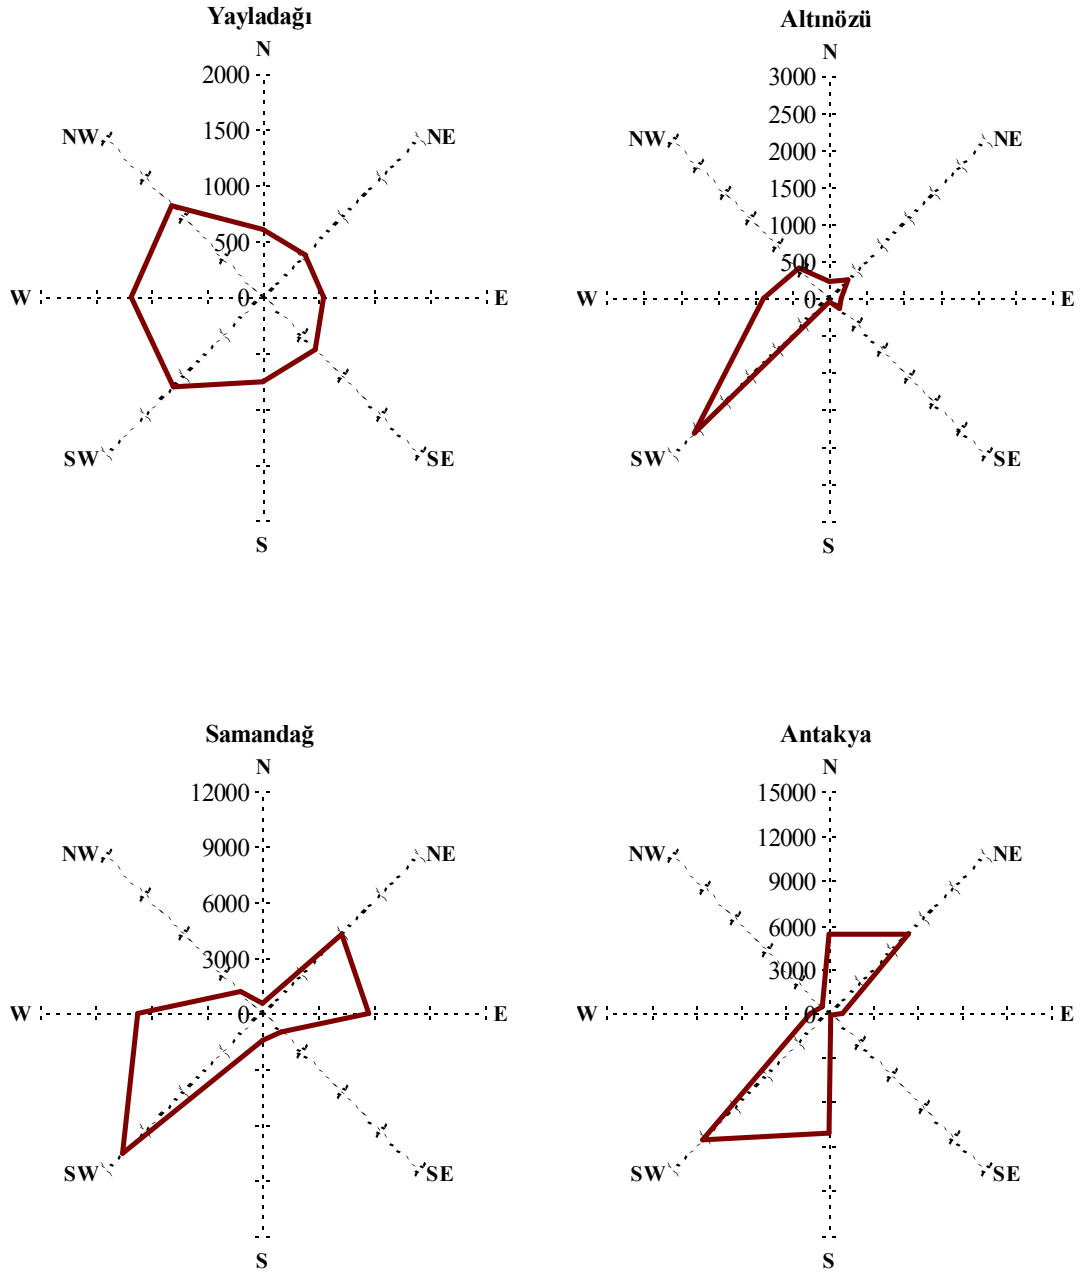 Yayladağı
N
2000
1500
1000
500
0
NW
NE
W
E
SW
SE
S
Altınözü
N
3000
2500
2000
1500
1000
500
0
NW
NE
W
E
SW
SE
S
Samandağ
N
12000
9000
6000
3000
0
NW
NE
W
E
SW
SE
S
Antakya
N
15000
12000
9000
6000
3000
0
NW
NE
W
E
SW
SE
S